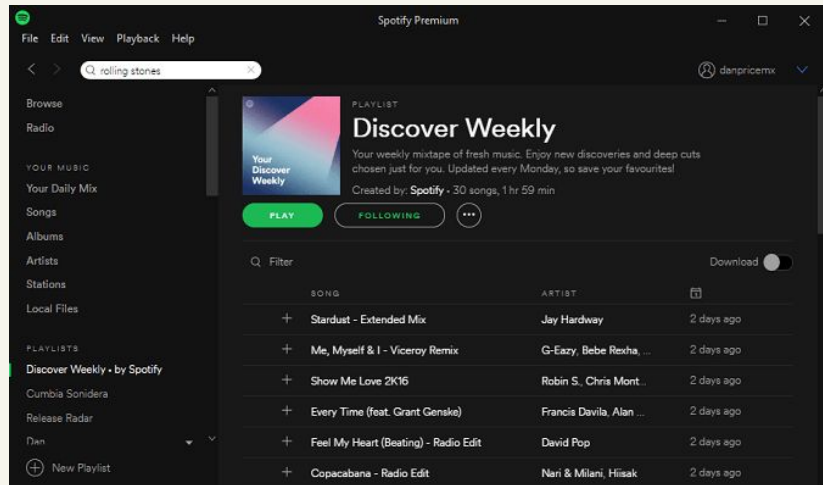 Spotify Premium
File Edit View Playback Help
rolling stones
danpricemx
Browse
Radio
YOUR MUSIC
Your Daily Mix
Songs
Albums
Artists
Stations
Local Files
PLAYLISTS
Discover Weekly • by Spotify
Cumbia Sonidera
Release Radar
Dan
New Playlist
Your
Discover
Weekly
PLAYLIST
Discover Weekly
Your weekly mixtape of fresh music. Enjoy new discoveries and deep cuts
chosen just for you. Updated every Monday, so save your favourites!
Created by: Spotify • 30 songs, 1 hr 59 min
PLAY FOLLOWING
Filter Download
SONG ARTIST
Stardust - Extended Mix Jay Hardway 2 days ago
Me, Myself & I - Viceroy Remix G-Eazy, Bebe Rexha, ... 2 days ago
Show Me Love 2K16 Robin S., Chris Mont... 2 days ago
Every Time (feat. Grant Genske) Francis Davila, Alan ... 2 days ago
Feel My Heart (Beating) - Radio Edit David Pop 2 days ago
Copacabana - Radio Edit Nari & Milani, Hiisak 2 days ago